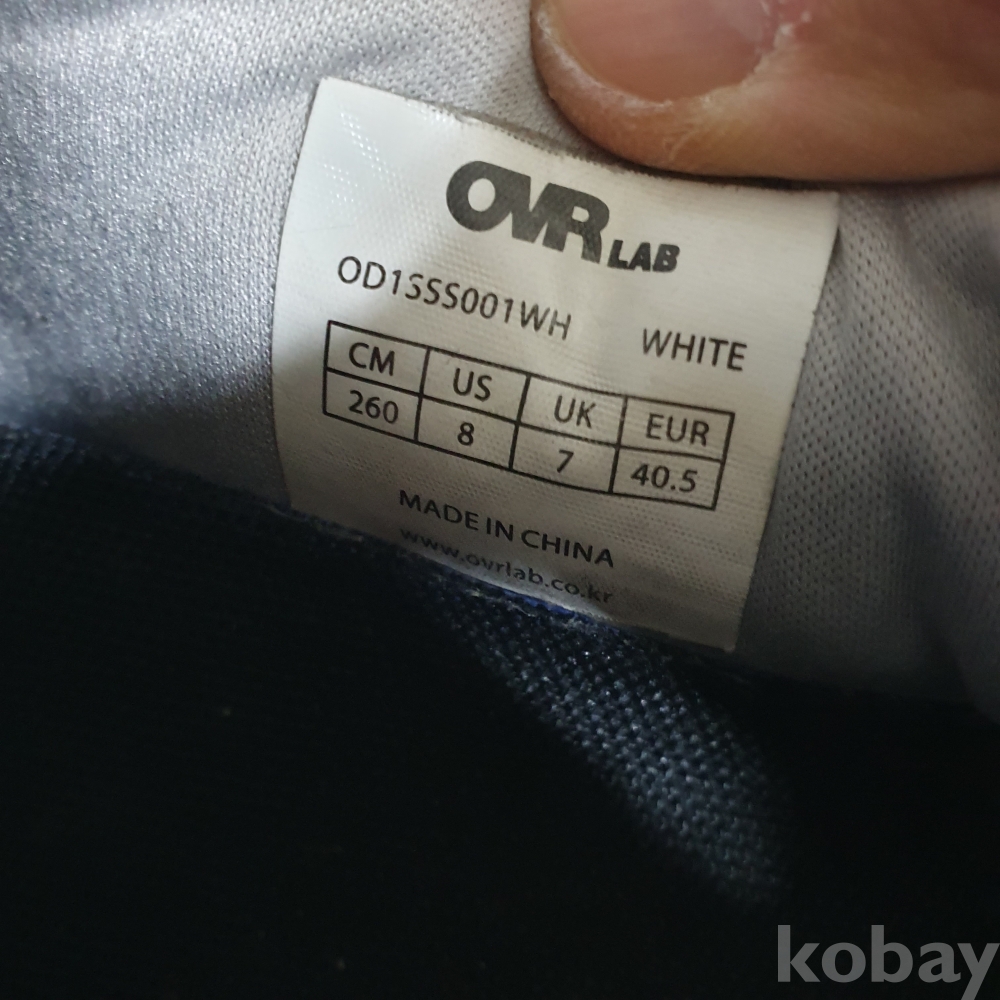 OVR LAB
OD1SSS001WH WHITE
CM US UK EUR
260 8 7 40.5
MADE IN CHINA
www.ovrlab.co.kr
kobay